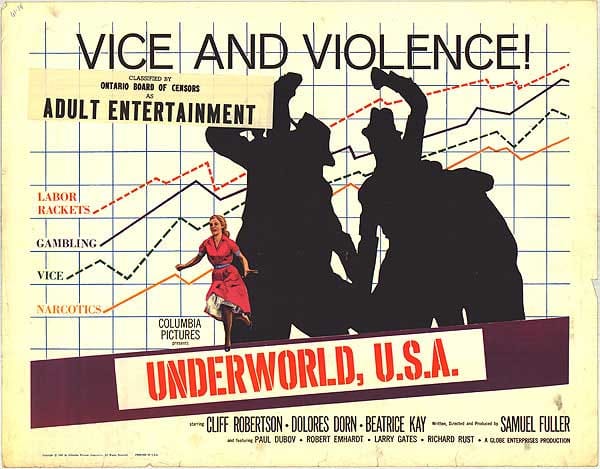 VICE AND VIOLENCE!
CLASSIFIED BY
ONTARIO BOARD OF CENSORS
AS
ADULT ENTERTAINMENT
LABOR
RACKETS
GAMBLING
VICE
NARCOTICS
COLUMBIA
PICTURES
presents
UNDERWORLD, U.S.A.
starring CLIFF ROBERTSON • DOLORES DORN • BEATRICE KAY Written, Directed and Produced by SAMUEL FULLER
and featuring PAUL DUBOV • ROBERT EMHARDT • LARRY GATES • RICHARD RUST • A GLOBE ENTERPRISES PRODUCTION